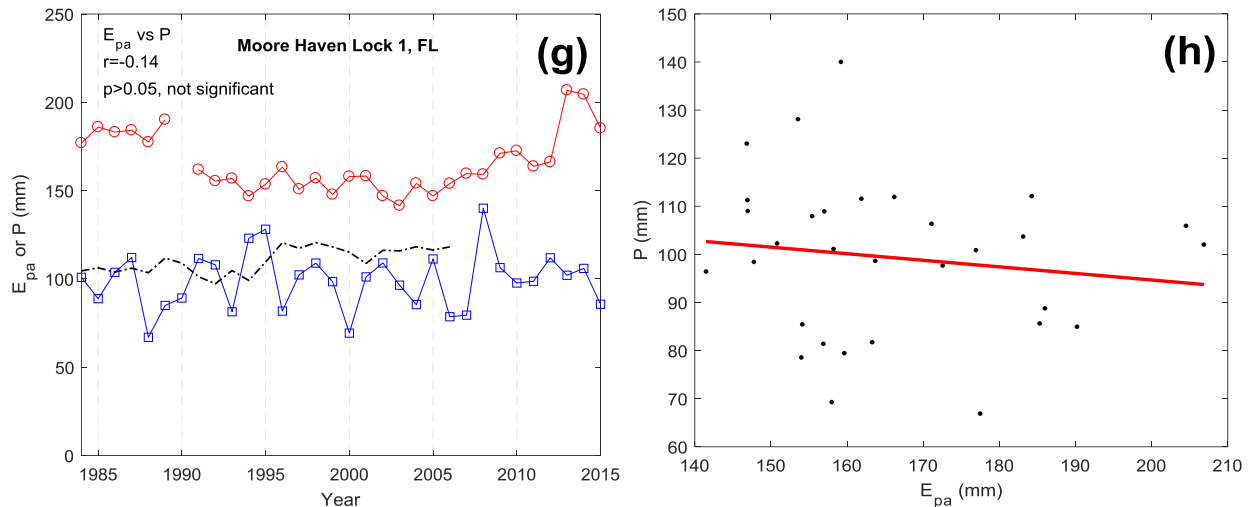 E_pa vs P
r=-0.14
p>0.05, not significant
Moore Haven Lock 1, FL
(g)
250
200
150
100
50
0
E_pa or P (mm)
1985 1990 1995 2000 2005 2010 2015
Year
(h)
150
140
130
120
110
100
90
80
70
60
P (mm)
140 150 160 170 180 190 200 210
E_pa (mm)